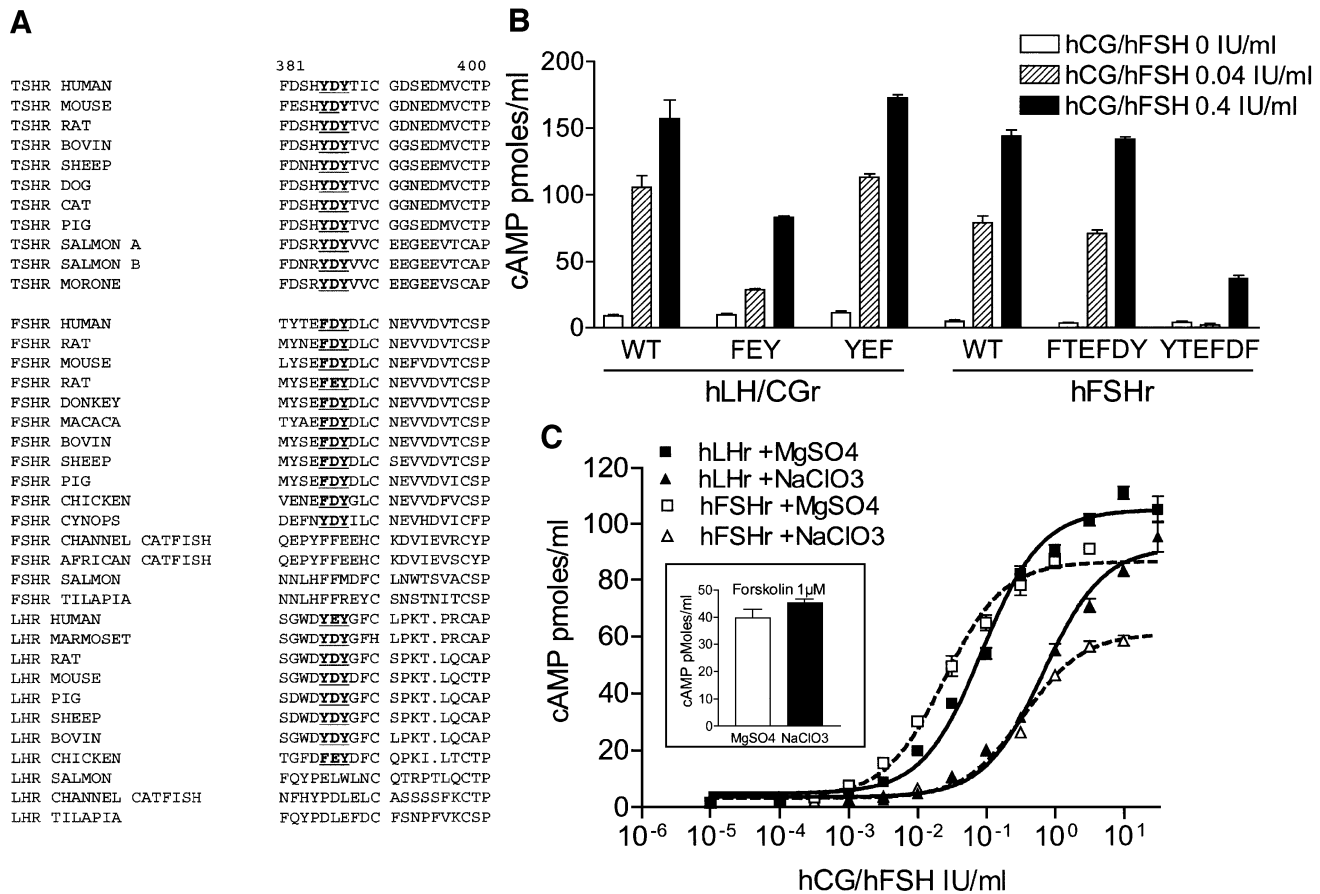 A
381 400
TSHR HUMAN FDSHYDYTIC GDSEDMVCTP
TSHR MOUSE FESHYDYTVC GDNEDMVCTP
TSHR RAT FDSHYDYTVC GDNEDMVCTP
TSHR BOVIN FDSHYDYTVC GGSEDMVCTP
TSHR SHEEP FDNHYDYTVC GGSEEMVCTP
TSHR DOG FDSHYDYTVC GGNEDMVCTP
TSHR CAT FDSHYDYTVC GGNEDMVCTP
TSHR PIG FDSHYDYTVC GGSEDMVCTP
TSHR SALMON A FDSRYDYVVC EEGEEVTCAP
TSHR SALMON B FDNRYDYVVC EEGEEVTCAP
TSHR MORONE FDSRYDYVVC EEGEEVSCAP
FSHR HUMAN TYTEFDYDLC NEVVDVTCSP
FSHR RAT MYNEFDYDLC NEVVDVTCSP
FSHR MOUSE LYSEFDYDLC NEFVDVTCSP
FSHR RAT MYSEFEYDLC NEVVDVTCSP
FSHR DONKEY MYSEFDYDLC NEVVDVTCSP
FSHR MACACA TYAEFDYDLC NEVVDVTCSP
FSHR BOVIN MYSEFDYDLC NEVVDVTCSP
FSHR SHEEP MYSEFDYDLC SEVVDVTCSP
FSHR PIG MYSEFDYDLC NEVVDVICSP
FSHR CHICKEN VENEFDYGLC NEVVDFVCSP
FSHR CYNOPS DEFNYDYILC NEVHDVICFP
FSHR CHANNEL CATFISH QEPYFFEEHC KDVIEVRCYP
FSHR AFRICAN CATFISH QEPYFFEEHC KDVIEVSCYP
FSHR SALMON NNLHFFMDFC LNWTSVACSP
FSHR TILAPIA NNLHFFREYC SNSTNITCSP
LHR HUMAN SGWDYEYGFC LPKT.PRCAP
LHR MARMOSET SGWDYDYGFH LPKT.PRCAP
LHR RAT SGWDYDYGFC SPKT.LQCAP
LHR MOUSE SGWDYDYDFC SPKT.LQCTP
LHR PIG SDWDYDYGFC SPKT.LQCAP
LHR SHEEP SDWDYDYGFC SPKT.LQCAP
LHR BOVIN SGWDYDYGFC LPKT.LQCAP
LHR CHICKEN TGFDFEYDFC QPKI.LTCTP
LHR SALMON FQYPELWLNC QTRPTLQCTP
LHR CHANNEL CATFISH NFHYPDLELC ASSSSFKCTP
LHR TILAPIA FQYPDLEFDC FSNPFVKCSP
B
hCG/hFSH 0 IU/ml
hCG/hFSH 0.04 IU/ml
hCG/hFSH 0.4 IU/ml
cAMP pmoles/ml
200
150
100
50
0
WT FEY YEF WT FTEFDY YTEFDF
hLH/CGr hFSHr
C
hLHr +MgSO4
hLHr +NaClO3
hFSHr +MgSO4
hFSHr +NaClO3
cAMP pmoles/ml
120
100
80
60
40
20
0
Forskolin 1µM
cAMP pMoles/ml
50
40
30
20
10
0
MgSO4 NaClO3
10-6 10-5 10-4 10-3 10-2 10-1 100 101
hCG/hFSH IU/ml